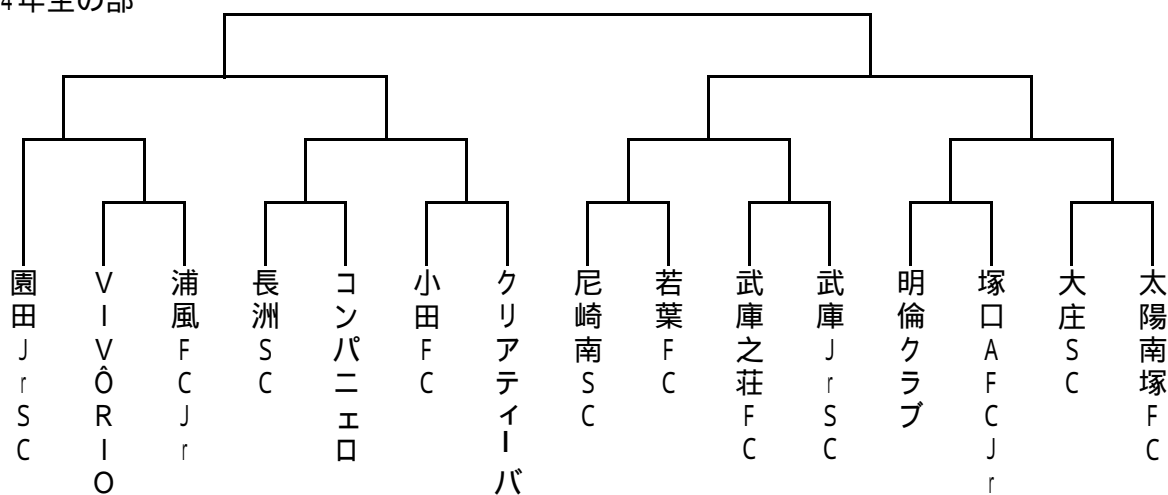 4年生の部
園田JrSC
VIVÔRIO
浦風FCJr
長洲SC
コンパニェロ
小田FC
クリアティーバ
尼崎南SC
若葉FC
武庫之荘FC
武庫JrSC
明倫クラブ
塚口AFCJr
大庄SC
太陽南塚FC